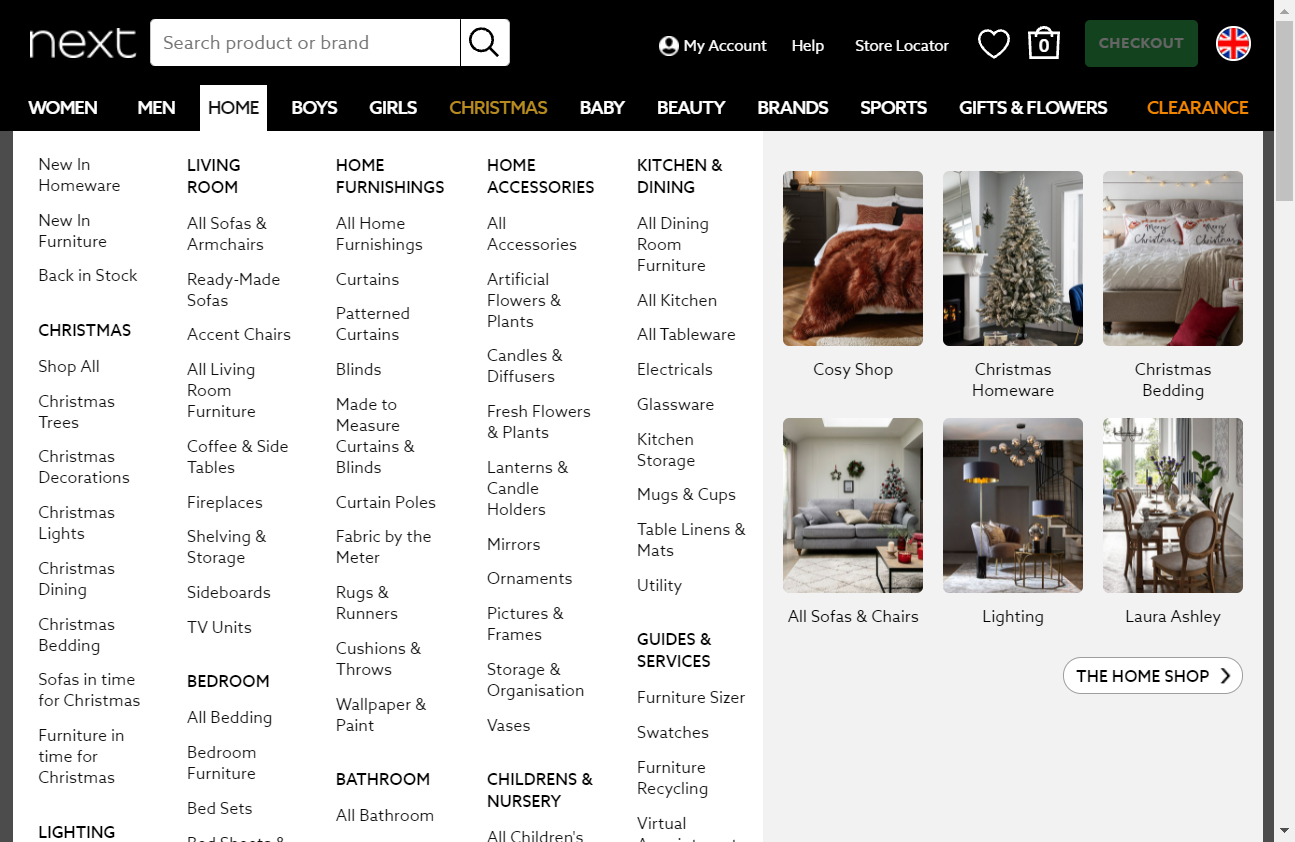 next
Search product or brand
My Account
Help
Store Locator
0
CHECKOUT
WOMEN
MEN
HOME
BOYS
GIRLS
CHRISTMAS
BABY
BEAUTY
BRANDS
SPORTS
GIFTS & FLOWERS
CLEARANCE
New In
Homeware
New In
Furniture
Back in Stock
CHRISTMAS
Shop All
Christmas
Trees
Christmas
Decorations
Christmas
Lights
Christmas
Dining
Christmas
Bedding
Sofas in time
for Christmas
Furniture in
time for
Christmas
LIGHTING
LIVING
ROOM
All Sofas &
Armchairs
Ready-Made
Sofas
Accent Chairs
All Living
Room
Furniture
Coffee & Side
Tables
Fireplaces
Shelving &
Storage
Sideboards
TV Units
BEDROOM
All Bedding
Bedroom
Furniture
Bed Sets
Bed Sheets &
HOME
FURNISHINGS
All Home
Furnishings
Curtains
Patterned
Curtains
Blinds
Made to
Measure
Curtains &
Blinds
Curtain Poles
Fabric by the
Meter
Rugs &
Runners
Cushions &
Throws
Wallpaper &
Paint
BATHROOM
All Bathroom
HOME
ACCESSORIES
All
Accessories
Artificial
Flowers &
Plants
Candles &
Diffusers
Fresh Flowers
& Plants
Lanterns &
Candle
Holders
Mirrors
Ornaments
Pictures &
Frames
Storage &
Organisation
Vases
CHILDRENS &
NURSERY
All Children's
KITCHEN &
DINING
All Dining
Room
Furniture
All Kitchen
All Tableware
Electricals
Glassware
Kitchen
Storage
Mugs & Cups
Table Linens &
Mats
Utility
GUIDES &
SERVICES
Furniture Sizer
Swatches
Furniture
Recycling
Virtual
Merry
Christmas
Merry
Christmas
Cosy Shop
Christmas
Homeware
Christmas
Bedding
All Sofas & Chairs
Lighting
Laura Ashley
THE HOME SHOP